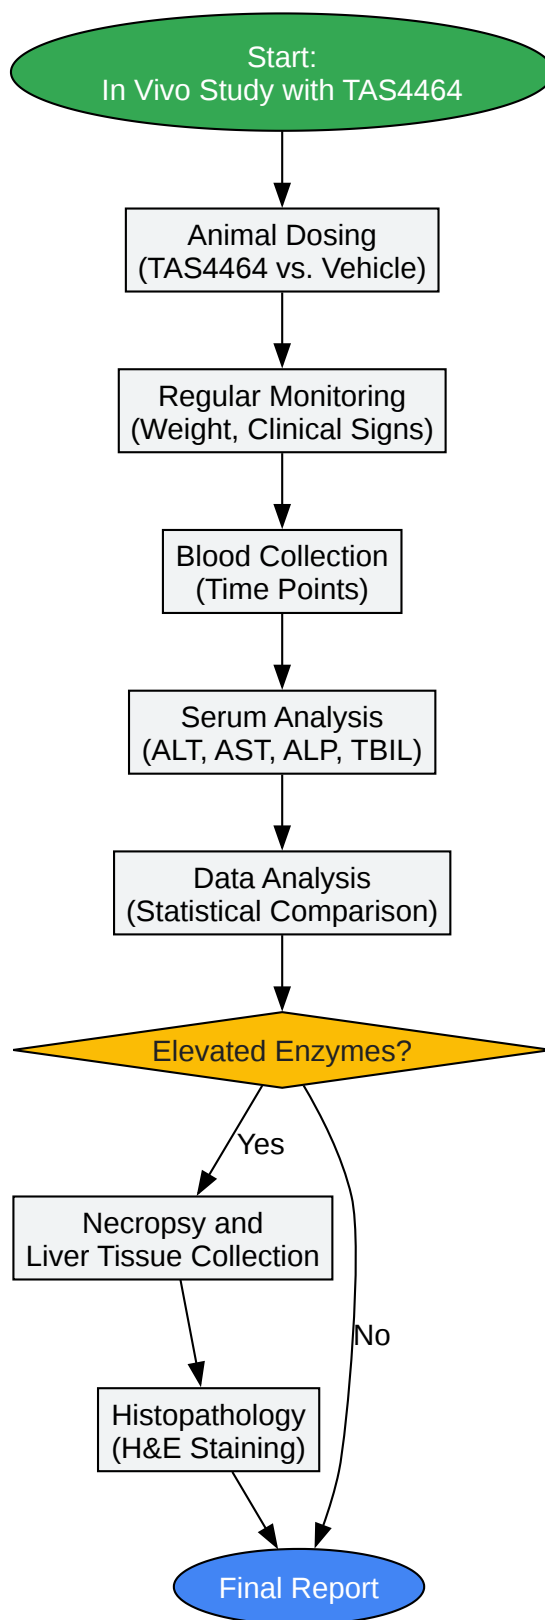 Start:
In Vivo Study with TAS4464
Animal Dosing
(TAS4464 vs. Vehicle)
Regular Monitoring
(Weight, Clinical Signs)
Blood Collection
(Time Points)
Serum Analysis
(ALT, AST, ALP, TBIL)
Data Analysis
(Statistical Comparison)
Elevated Enzymes?
Yes
Necropsy and
Liver Tissue Collection
No
Histopathology
(H&E Staining)
Final Report